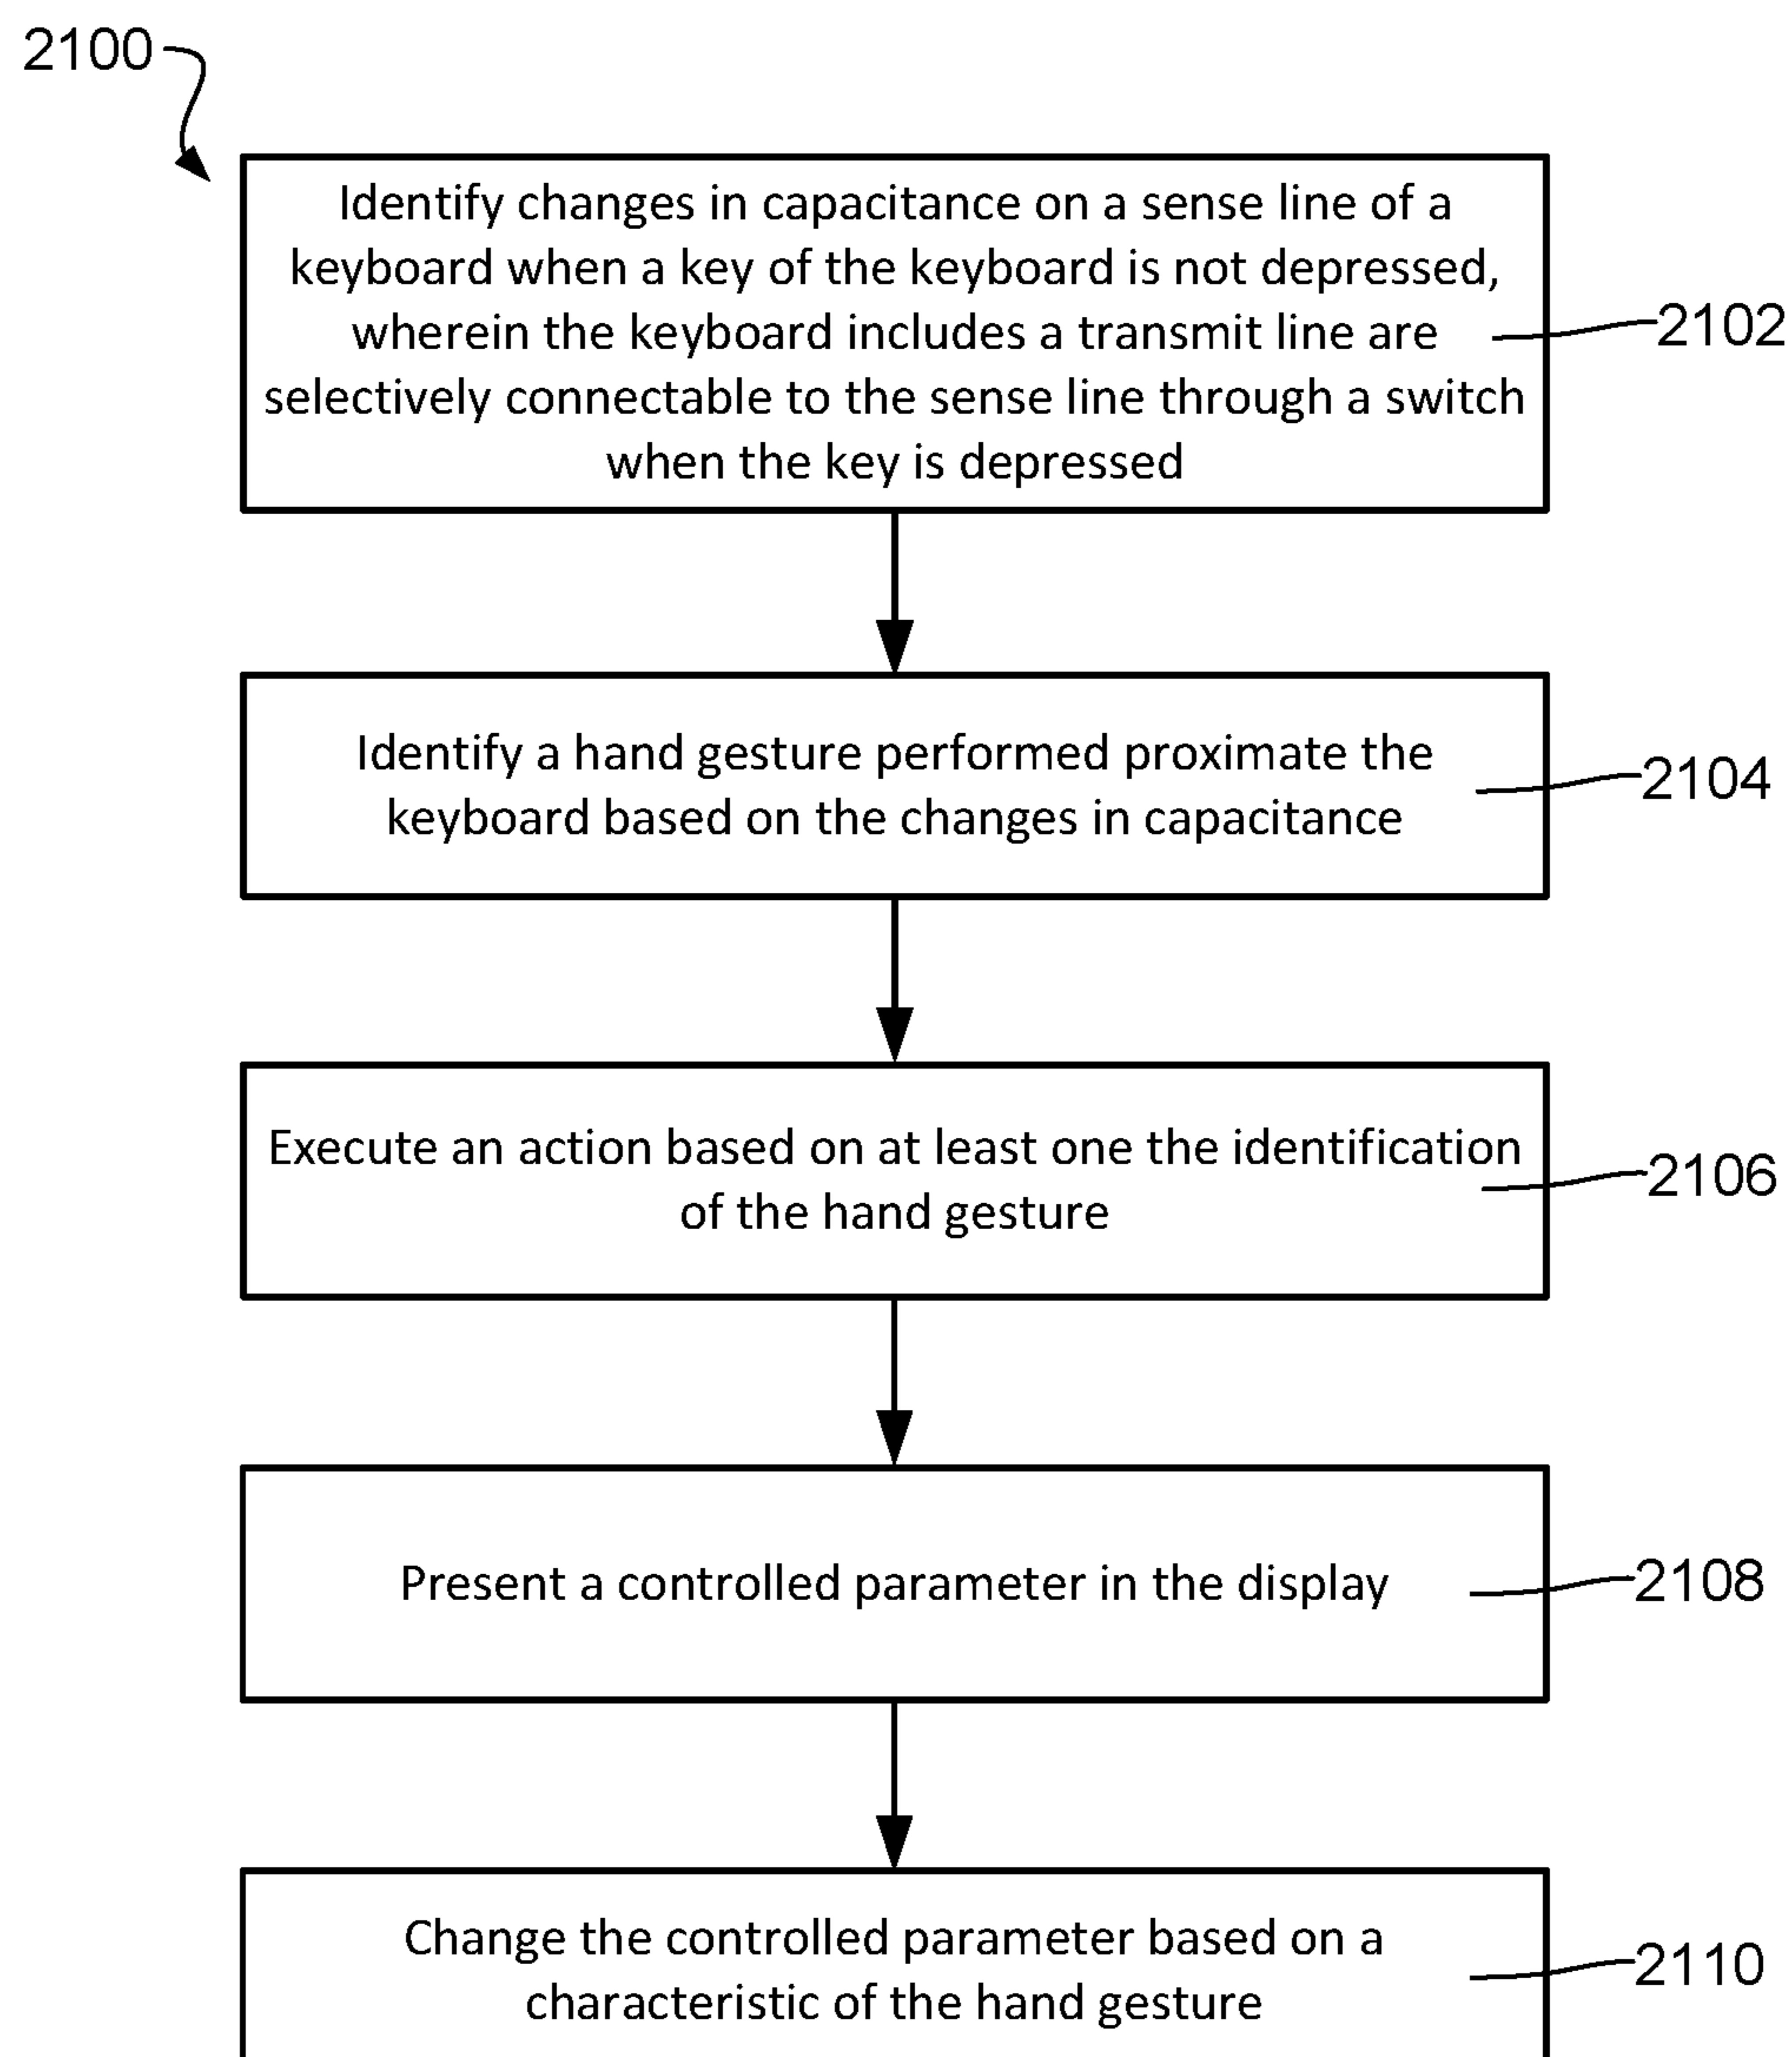 2100
Identify changes in capacitance on a sense line of a
keyboard when a key of the keyboard is not depressed,
wherein the keyboard includes a transmit line are
selectively connectable to the sense line through a switch
when the key is depressed
2102
Identify a hand gesture performed proximate the
keyboard based on the changes in capacitance
2104
Execute an action based on at least one the identification
of the hand gesture
2106
Present a controlled parameter in the display
2108
Change the controlled parameter based on a
characteristic of the hand gesture
2110